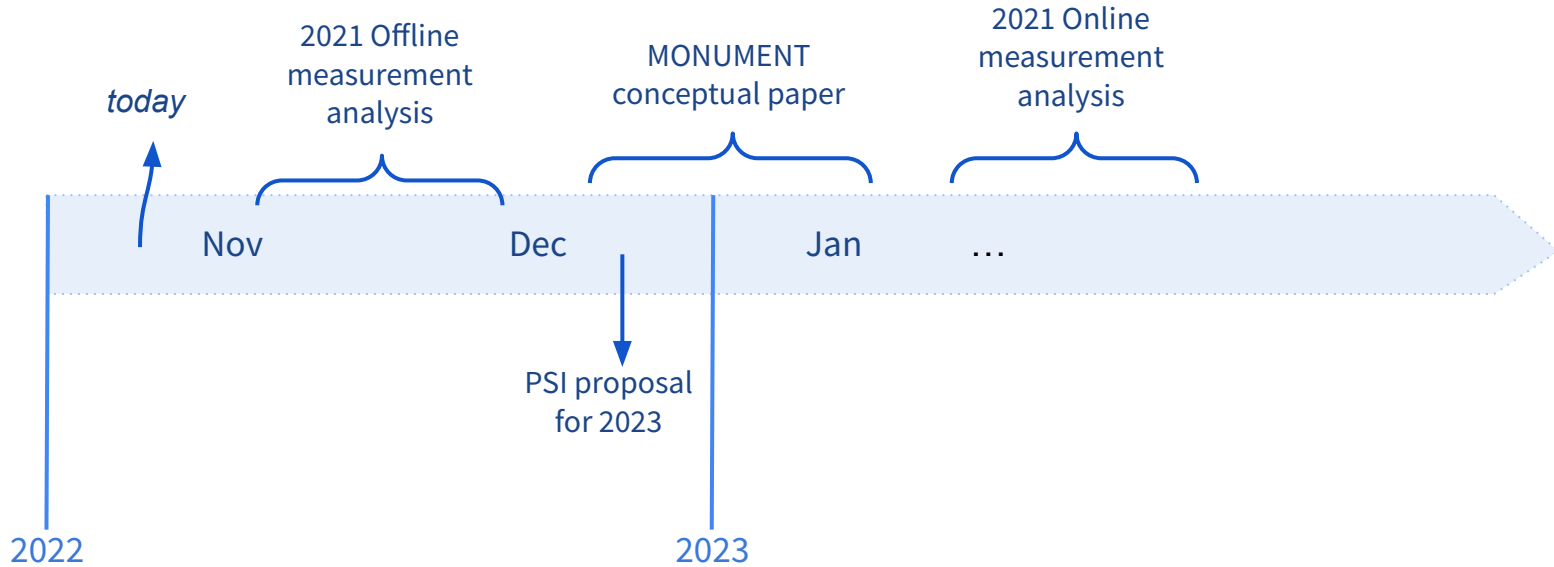 today
2021 Offline
measurement
analysis
MONUMENT
conceptual paper
2021 Online
measurement
analysis
Nov
Dec
Jan
...
PSI proposal
for 2023
2022
2023